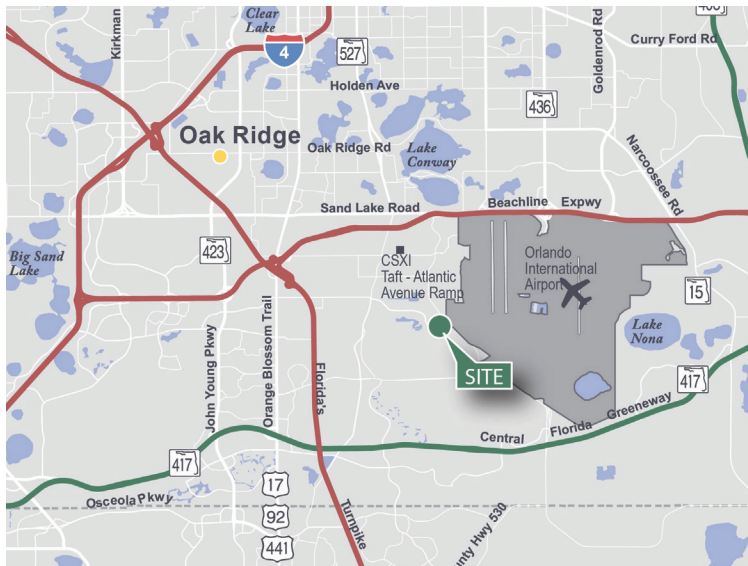 Kirkman
Clear
Lake
4
527
408
Curry Ford Rd
Goldenrod Rd
436
Holden Ave
Oak Ridge
Oak Ridge Rd
Lake
Conway
Narcoossee Rd
Sand Lake Road
Beachline Expwy
Big Sand
Lake
423
CSXI
Taft - Atlantic
Avenue Ramp
Orlando
International
Airport
15
Lake
Nona
John Young Pkwy
Orange Blossom Trail
Florida's
SITE
417
Central Florida Greeneway
417
Osceola Pkwy
17
92
441
Turnpike
unty Hwy 530